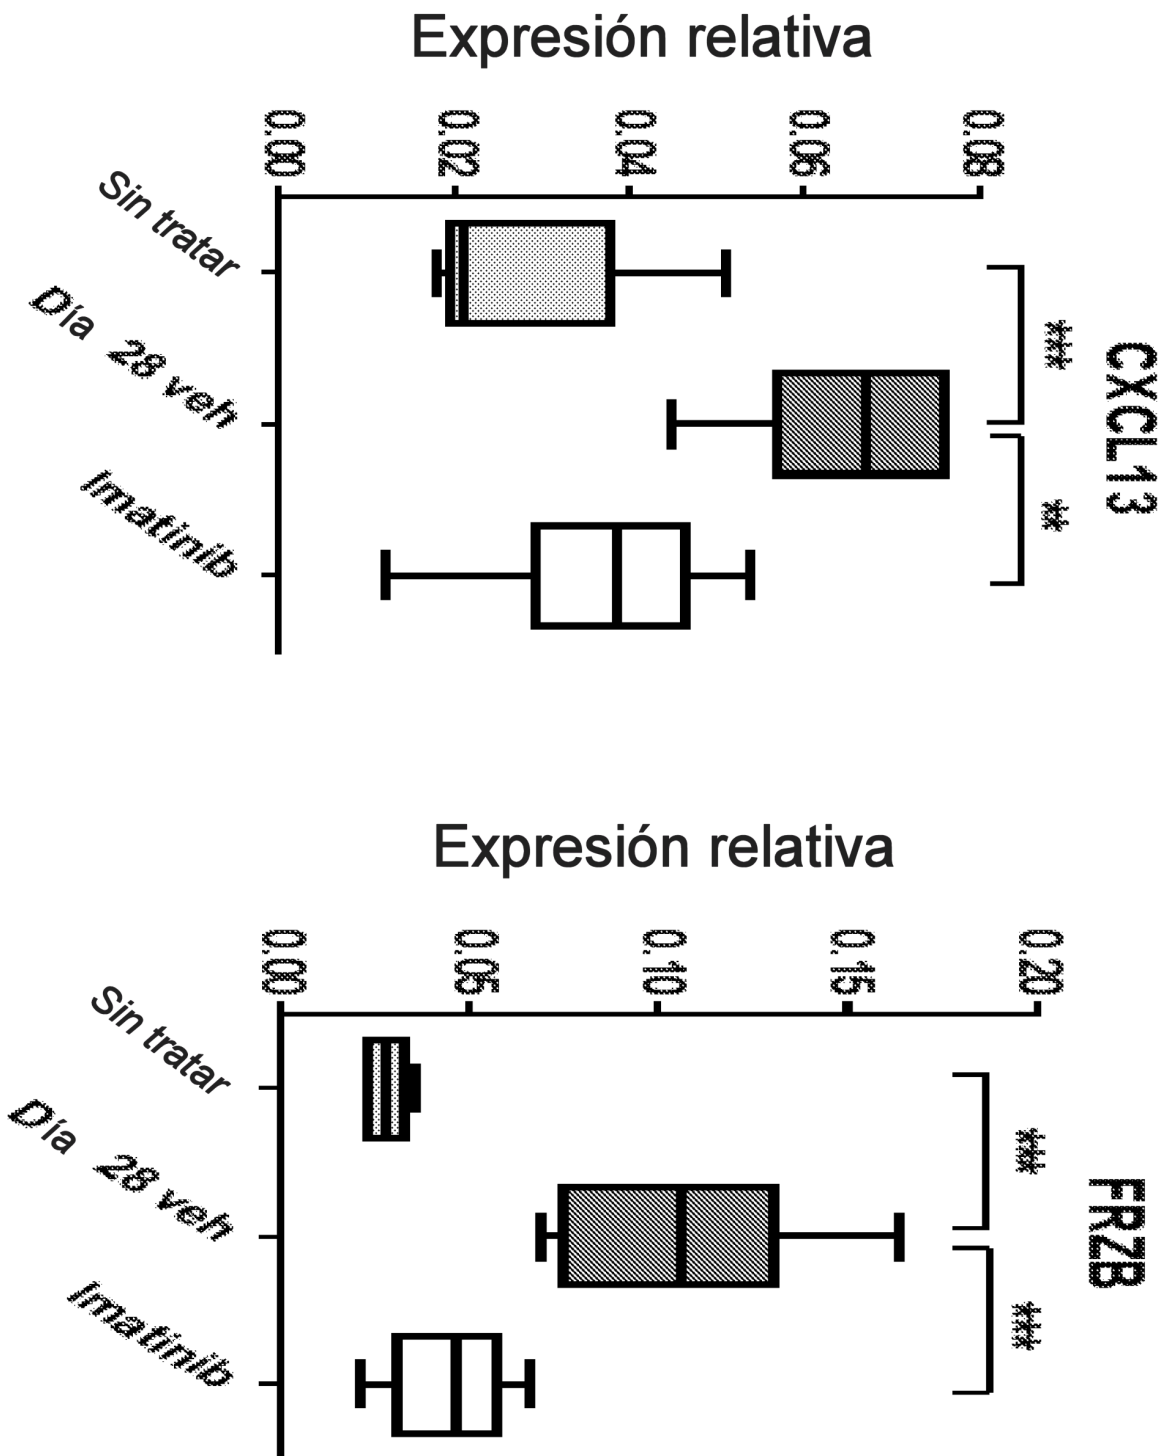 CXCL13
Expresión relativa
0.08
0.06
0.04
0.02
0.00
***
**
Sin tratar
Día 28 veh
Imatinib
FRZB
Expresión relativa
0.20
0.15
0.10
0.05
0.00
***
***
Sin tratar
Día 28 veh
Imatinib